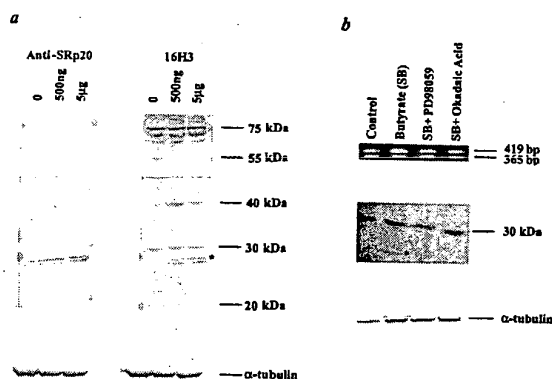 a
Anti-SRp20
16H3
0
500ng
5µg
0
500ng
5µg
75 kDa
55 kDa
40 kDa
30 kDa
*
20 kDa
α-tubulin
b
Control
Butyrate (SB)
SB+ PD98059
SB+ Okadaic Acid
419 bp
365 bp
30 kDa
α-tubulin